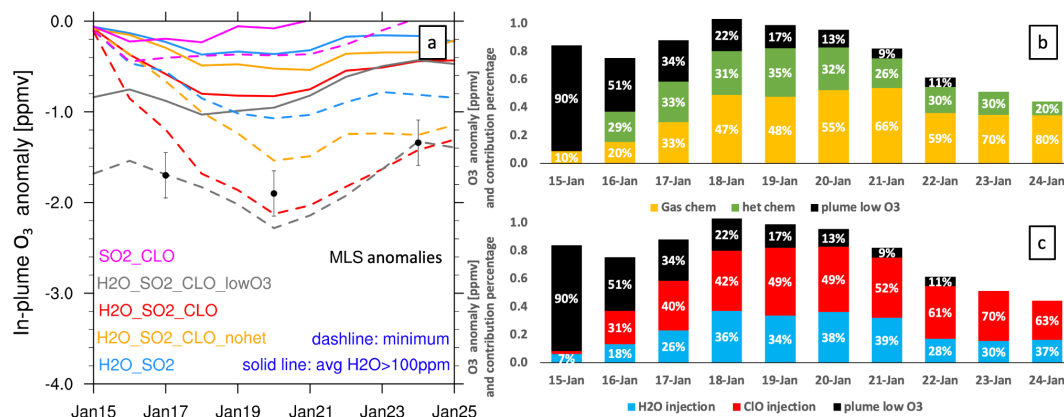 a
0.0
-1.0
-2.0
-3.0
-4.0
In-plume O3 anomaly [ppmv]
SO2_CLO
H2O_SO2_CLO_lowO3
H2O_SO2_CLO
H2O_SO2_CLO_nohet
H2O_SO2
MLS anomalies
dashline: minimum
solid line: avg H2O>100ppm
Jan15 Jan17 Jan19 Jan21 Jan23 Jan25
b
O3 anomaly [ppmv]
and contribution percentage
1.0
0.8
0.6
0.4
0.2
0.0
90% 51% 34% 22% 17% 13% 9% 11%
29% 33% 31% 35% 32% 26% 30% 30% 20%
10% 20% 33% 47% 48% 55% 66% 59% 70% 80%
15-Jan 16-Jan 17-Jan 18-Jan 19-Jan 20-Jan 21-Jan 22-Jan 23-Jan 24-Jan
Gas chem het chem plume low O3
c
O3 anomaly [ppmv]
and contribution percentage
1.0
0.8
0.6
0.4
0.2
0.0
90% 51% 34% 22% 17% 13% 9% 11%
31% 40% 42% 49% 49% 52% 61% 70% 63%
7% 18% 26% 36% 34% 38% 39% 28% 30% 37%
15-Jan 16-Jan 17-Jan 18-Jan 19-Jan 20-Jan 21-Jan 22-Jan 23-Jan 24-Jan
H2O injection ClO injection plume low O3